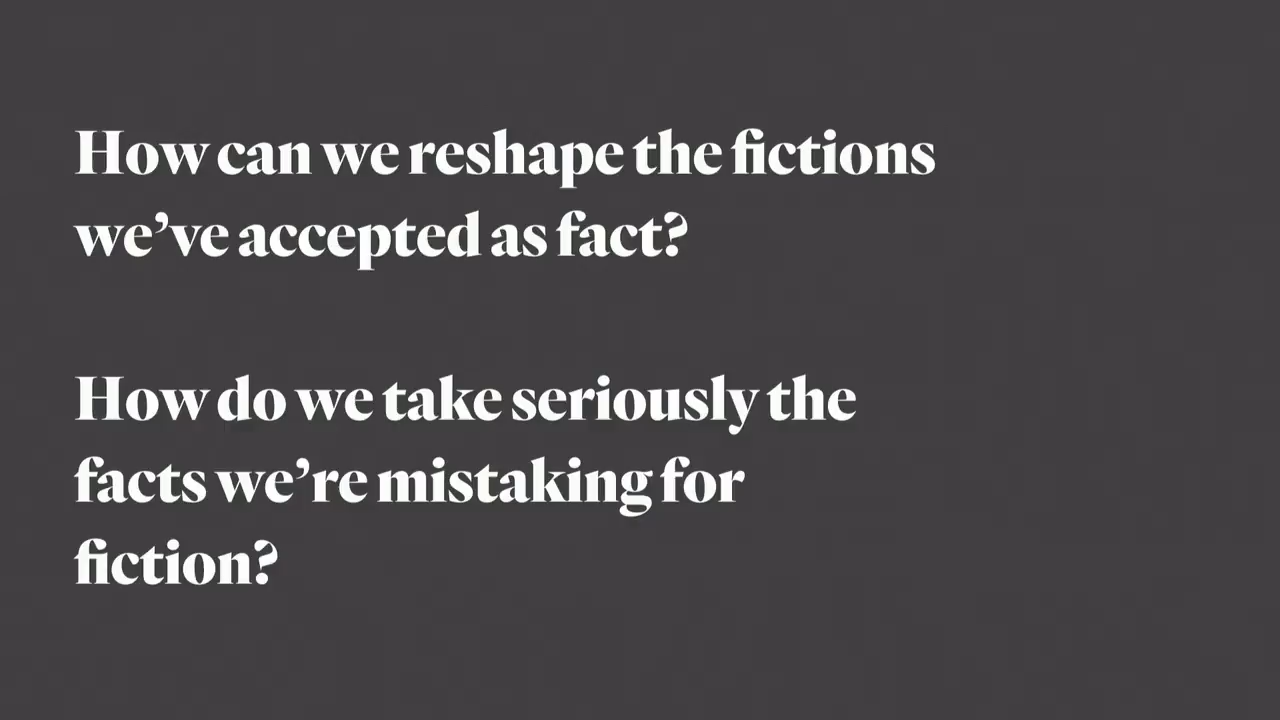 How can we reshape the fictions
we’ve accepted as fact?
How do we take seriously the
facts we’re mistaking for
fiction?